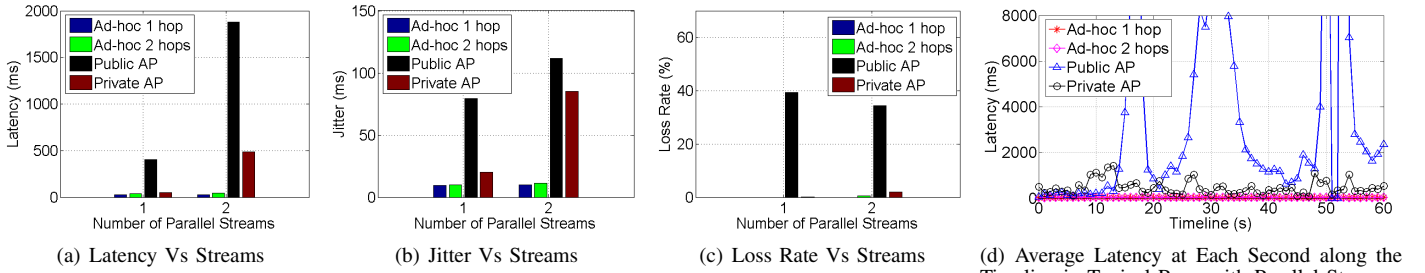 2000
1500
1000
500
0
Latency (ms)
Ad-hoc 1 hop
Ad-hoc 2 hops
Public AP
Private AP
1 2
Number of Parallel Streams
(a) Latency Vs Streams
150
100
50
0
Jitter (ms)
Ad-hoc 1 hop
Ad-hoc 2 hops
Public AP
Private AP
1 2
Number of Parallel Streams
(b) Jitter Vs Streams
60
40
20
0
Loss Rate (%)
Ad-hoc 1 hop
Ad-hoc 2 hops
Public AP
Private AP
1 2
Number of Parallel Streams
(c) Loss Rate Vs Streams
8000
6000
4000
2000
0
Latency (ms)
Ad-hoc 1 hop
Ad-hoc 2 hops
Public AP
Private AP
0 10 20 30 40 50 60
Timeline (s)
(d) Average Latency at Each Second along the